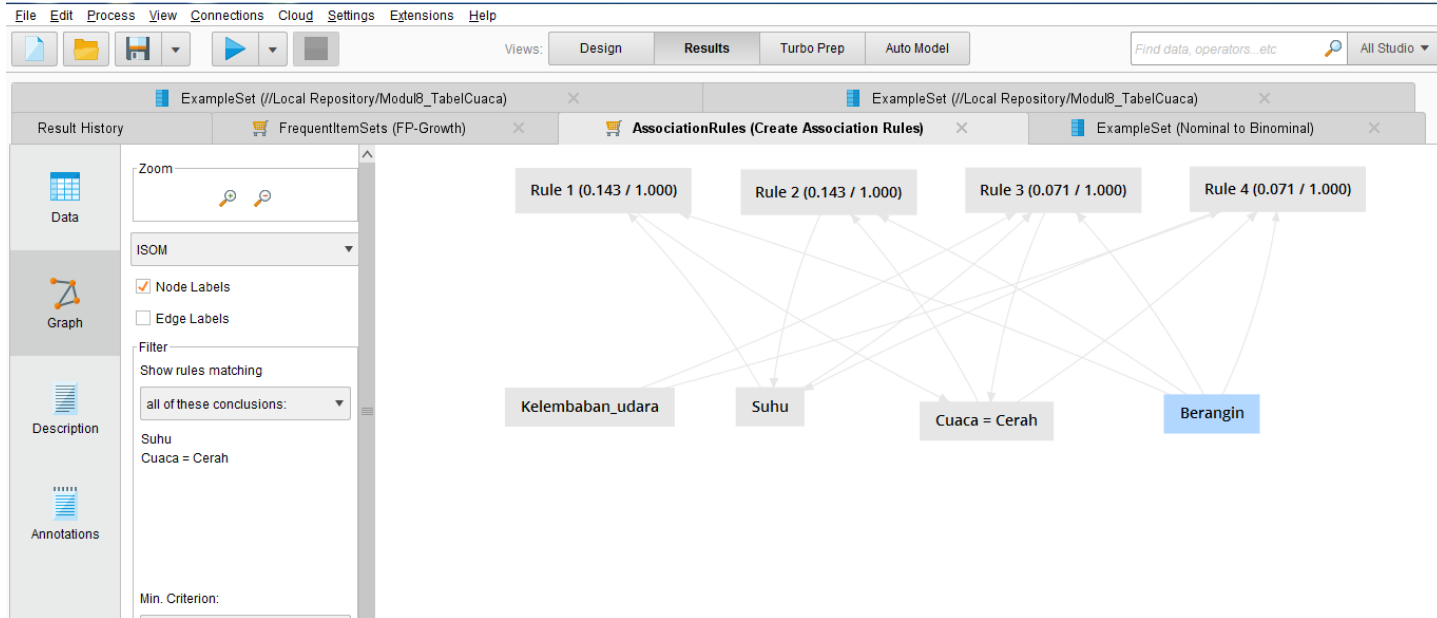 File Edit Process View Connections Cloud Settings Extensions Help
Views: Design Results Turbo Prep Auto Model Find data, operators...etc All Studio
ExampleSet (//Local Repository/Modul8_TabelCuaca) ExampleSet (//Local Repository/Modul8_TabelCuaca)
Result History FrequentItemSets (FP-Growth) AssociationRules (Create Association Rules) ExampleSet (Nominal to Binominal)
Data
Graph
Description
Annotations
Zoom
ISOM
Node Labels
Edge Labels
Filter
Show rules matching
all of these conclusions:
Suhu
Cuaca = Cerah
Min. Criterion:
Rule 1 (0.143 / 1.000) Rule 2 (0.143 / 1.000) Rule 3 (0.071 / 1.000) Rule 4 (0.071 / 1.000)
Kelembaban_udara Suhu Cuaca = Cerah Berangin